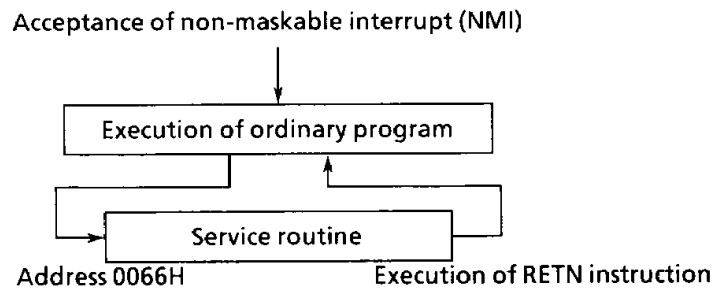 Acceptance of non-maskable interrupt (NMI)
Execution of ordinary program
Service routine
Address 0066H
Execution of RETN instruction